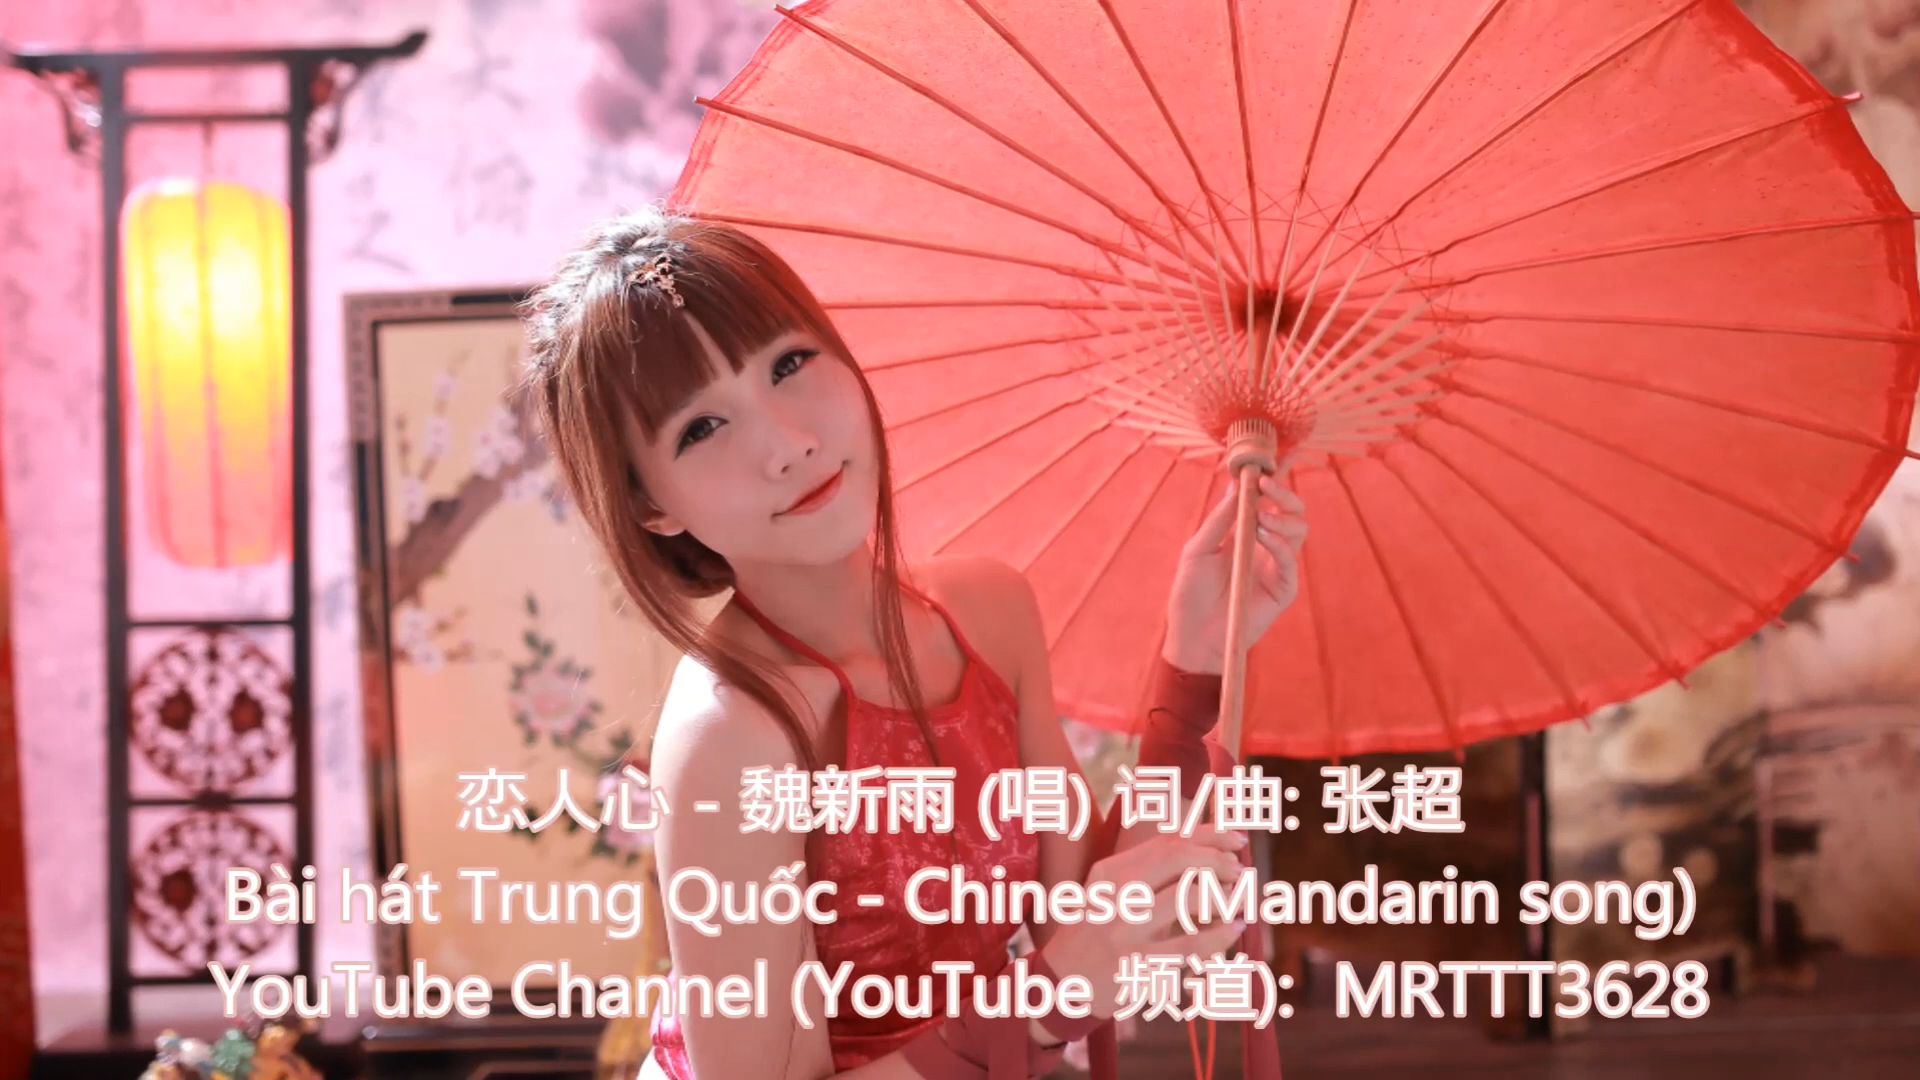 恋人心 - 魏新雨 (唱) 词/曲: 张超
Bài hát Trung Quốc - Chinese (Mandarin song)
YouTube Channel (YouTube 频道):  MRTTT3628